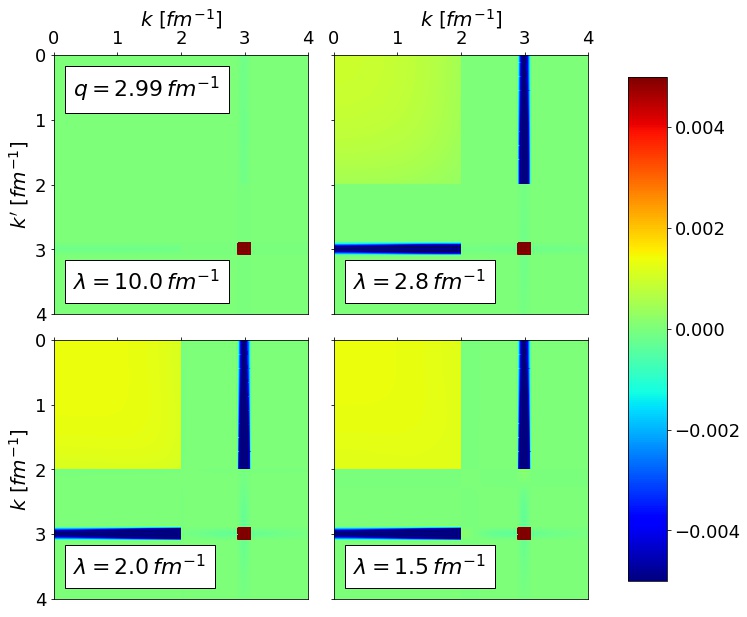 k [fm⁻¹]
k [fm⁻¹]
0 1 2 3 4
0 1 2 3 4
k′ [fm⁻¹]
0
1
2
3
4
q = 2.99 fm⁻¹
λ = 10.0 fm⁻¹
λ = 2.8 fm⁻¹
k [fm⁻¹]
0
1
2
3
4
λ = 2.0 fm⁻¹
λ = 1.5 fm⁻¹
0.004
0.002
0.000
−0.002
−0.004